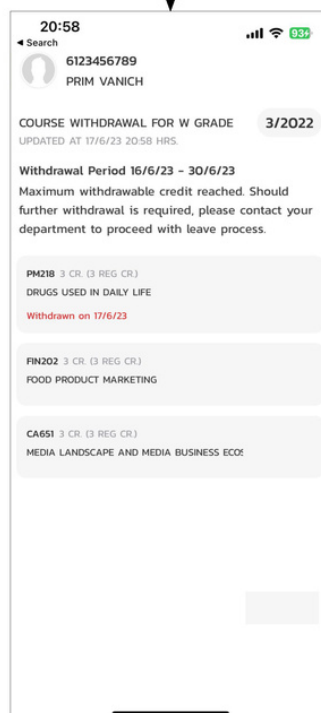 20:58
93
Search
6123456789
PRIM VANICH
COURSE WITHDRAWAL FOR W GRADE
3/2022
UPDATED AT 17/6/23 20:58 HRS.
Withdrawal Period 16/6/23 - 30/6/23
Maximum withdrawable credit reached. Should
further withdrawal is required, please contact your
department to proceed with leave process.
PM218 3 CR. (3 REG CR.)
DRUGS USED IN DAILY LIFE
Withdrawn on 17/6/23
FIN202 3 CR. (3 REG CR.)
FOOD PRODUCT MARKETING
CA651 3 CR. (3 REG CR.)
MEDIA LANDSCAPE AND MEDIA BUSINESS ECOS